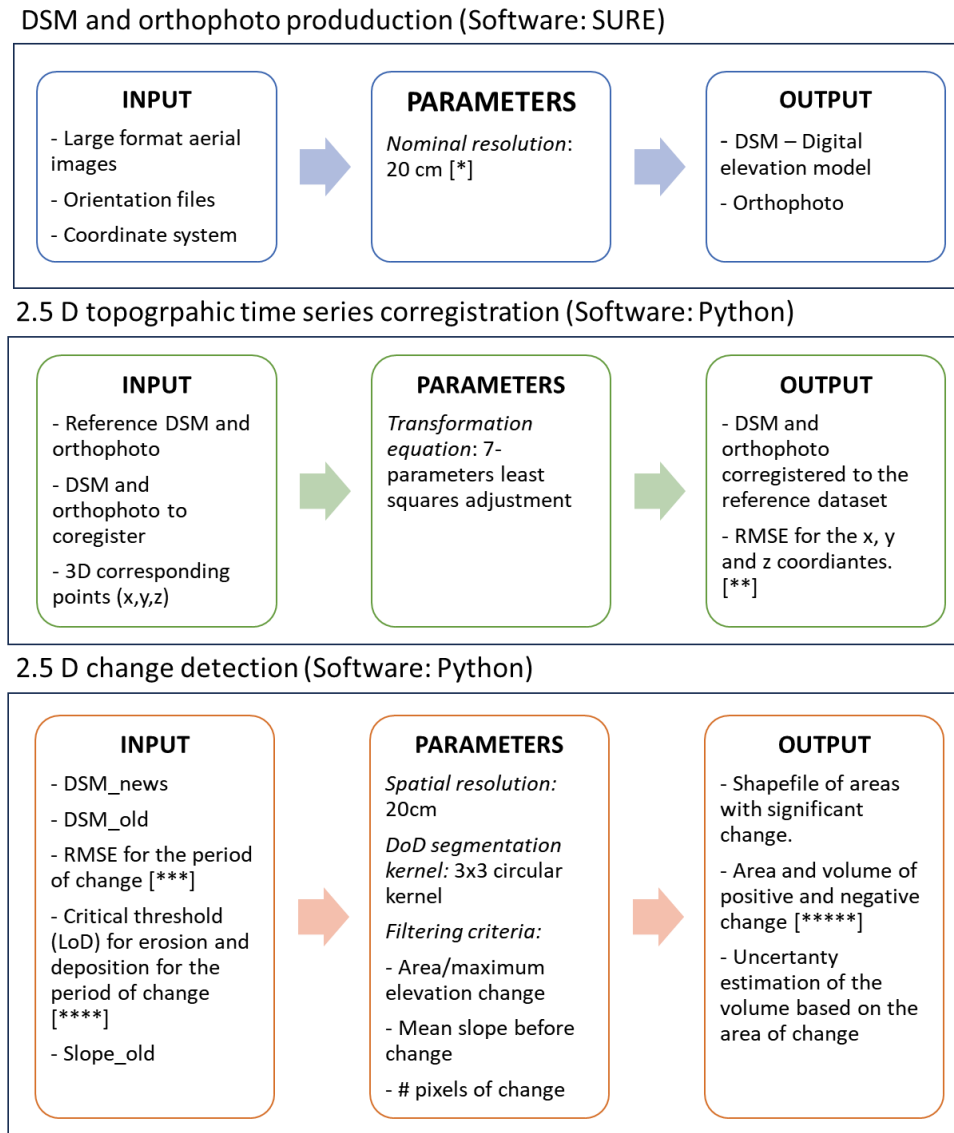 DSM and orthophoto produduction (Software: SURE)
INPUT
- Large format aerial
images
- Orientation files
- Coordinate system
PARAMETERS
Nominal resolution:
20 cm [*]
OUTPUT
- DSM – Digital
elevation model
- Orthophoto
2.5 D topogrpahic time series corregistration (Software: Python)
INPUT
- Reference DSM and
orthophoto
- DSM and
orthophoto to
coregister
- 3D corresponding
points (x,y,z)
PARAMETERS
Transformation
equation: 7-
parameters least
squares adjustment
OUTPUT
- DSM and
orthophoto
corregistered to the
reference dataset
- RMSE for the x, y
and z coordiantes.
[**]
2.5 D change detection (Software: Python)
INPUT
- DSM_news
- DSM_old
- RMSE for the period
of change [***]
- Critical threshold
(LoD) for erosion and
deposition for the
period of change
[****]
- Slope_old
PARAMETERS
Spatial resolution:
20cm
DoD segmentation
kernel: 3x3 circular
kernel
Filtering criteria:
- Area/maximum
elevation change
- Mean slope before
change
- # pixels of change
OUTPUT
- Shapefile of areas
with significant
change.
- Area and volume of
positive and negative
change [*****]
- Uncertanty
estimation of the
volume based on the
area of change